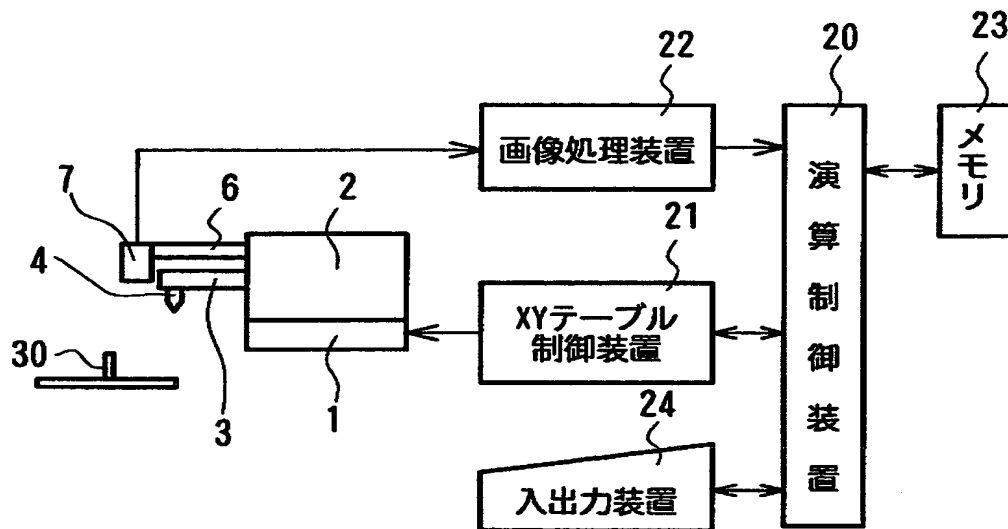 22
20
23
画像処理装置
演算制御装置
メモリ
7
6
2
21
4
XYテーブル
制御装置
30
3
1
24
入出力装置